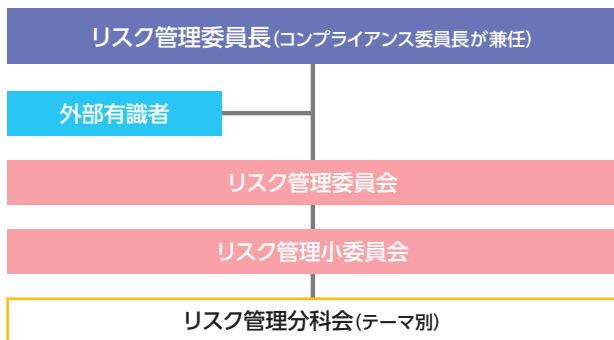 リスク管理委員長(コンプライアンス委員長が兼任)
外部有識者
リスク管理委員会
リスク管理小委員会
リスク管理分科会(テーマ別)